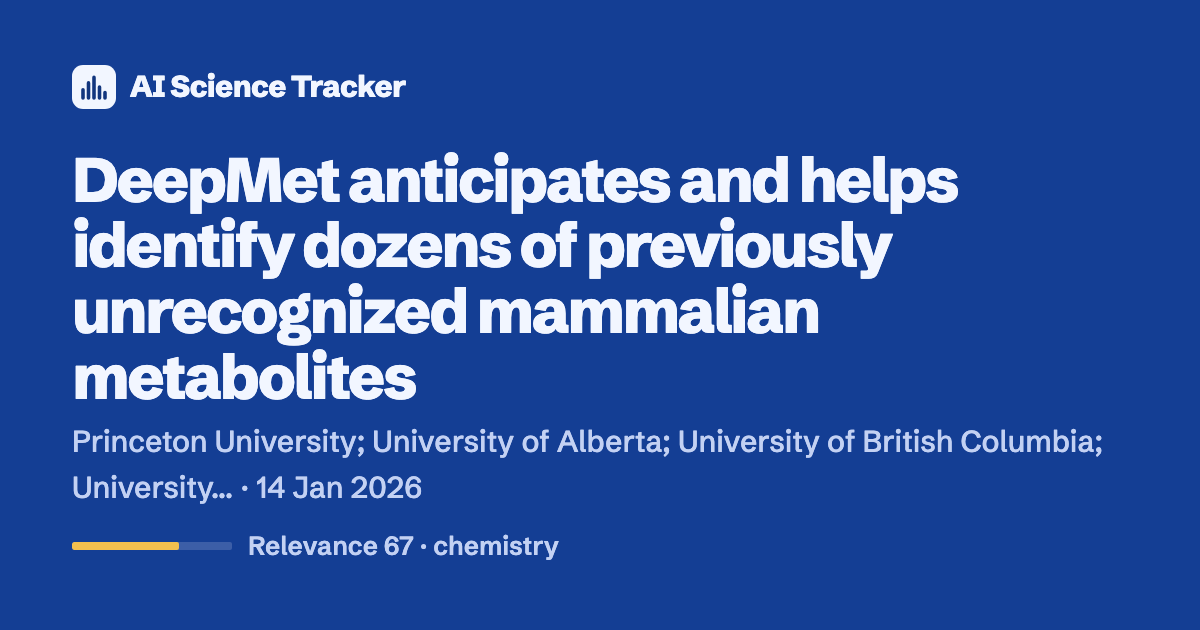 AI Science Tracker
DeepMet anticipates and helps
identify dozens of previously
unrecognized mammalian
metabolites
Princeton University; University of Alberta; University of British Columbia;
University... · 14 Jan 2026
Relevance 67 · chemistry